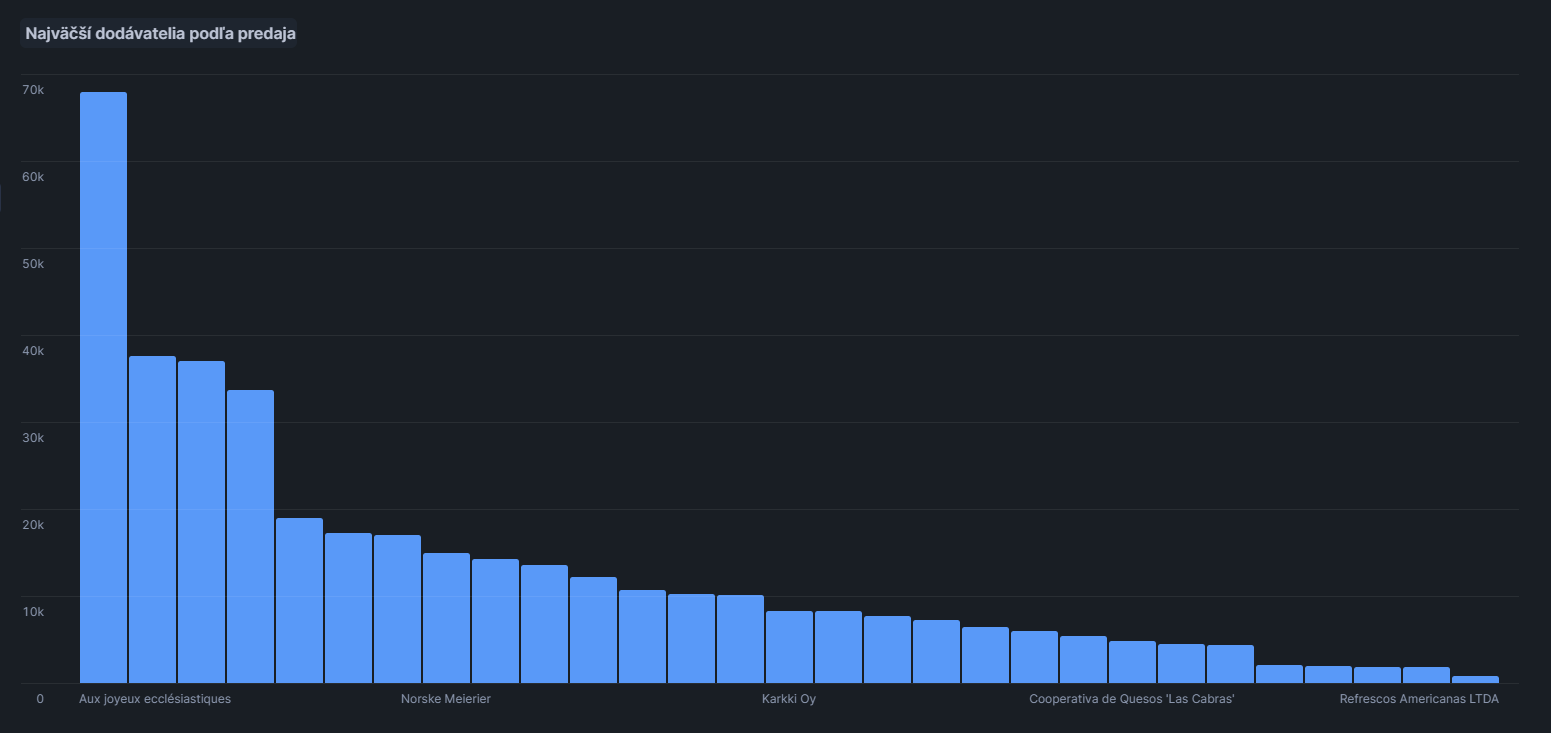 Najväčší dodávatelia podľa predaja
70k
60k
50k
40k
30k
20k
10k
0
Aux joyeux ecclésiastiques
Norske Meierier
Karkki Oy
Cooperativa de Quesos 'Las Cabras'
Refrescos Americanas LTDA